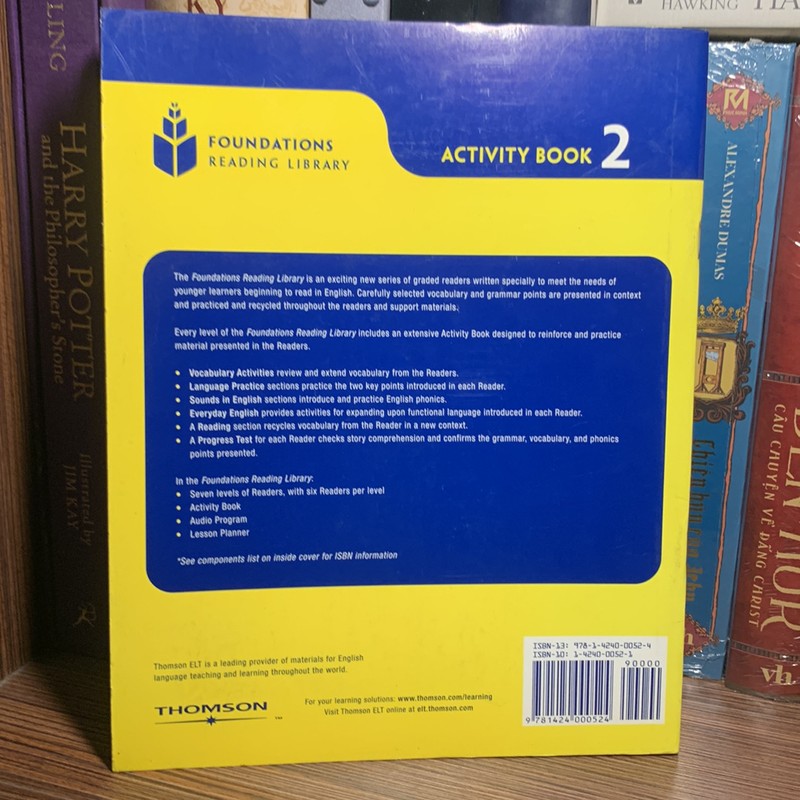 LING
KY
HAWKING
HARRY POTTER
and the Philosopher's Stone
Illustrated by
JIM KAY
FOUNDATIONS
READING LIBRARY
ACTIVITY BOOK 2
The Foundations Reading Library is an exciting new series of graded readers written specially to meet the needs of
younger learners beginning to read in English. Carefully selected vocabulary and grammar points are presented in context
and practiced and recycled throughout the readers and support materials.
Every level of the Foundations Reading Library includes an extensive Activity Book designed to reinforce and practice
material presented in the Readers.
• Vocabulary Activities review and extend vocabulary from the Readers.
• Language Practice sections practice the two key points introduced in each Reader.
• Sounds in English sections introduce and practice English phonics.
• Everyday English provides activities for expanding upon functional language introduced in each Reader.
• A Reading section recycles vocabulary from the Reader in a new context.
• A Progress Test for each Reader checks story comprehension and confirms the grammar, vocabulary, and phonics
points presented.
In the Foundations Reading Library:
• Seven levels of Readers, with six Readers per level
• Activity Book
• Audio Program
• Lesson Planner
*See components list on inside cover for ISBN information
Thomson ELT is a leading provider of materials for English
language teaching and learning throughout the world.
THOMSON
™
For your learning solutions: www.thomson.com/learning
Visit Thomson ELT online at elt.thomson.com
ISBN-13: 978-1-4240-0052-4
ISBN-10: 1-4240-0052-1
90000
9 781424 000524
ALEXANDRE DUMAS
BEN HUR
CÂU CHUYỆN VỀ ĐẤNG CHRIST
vh